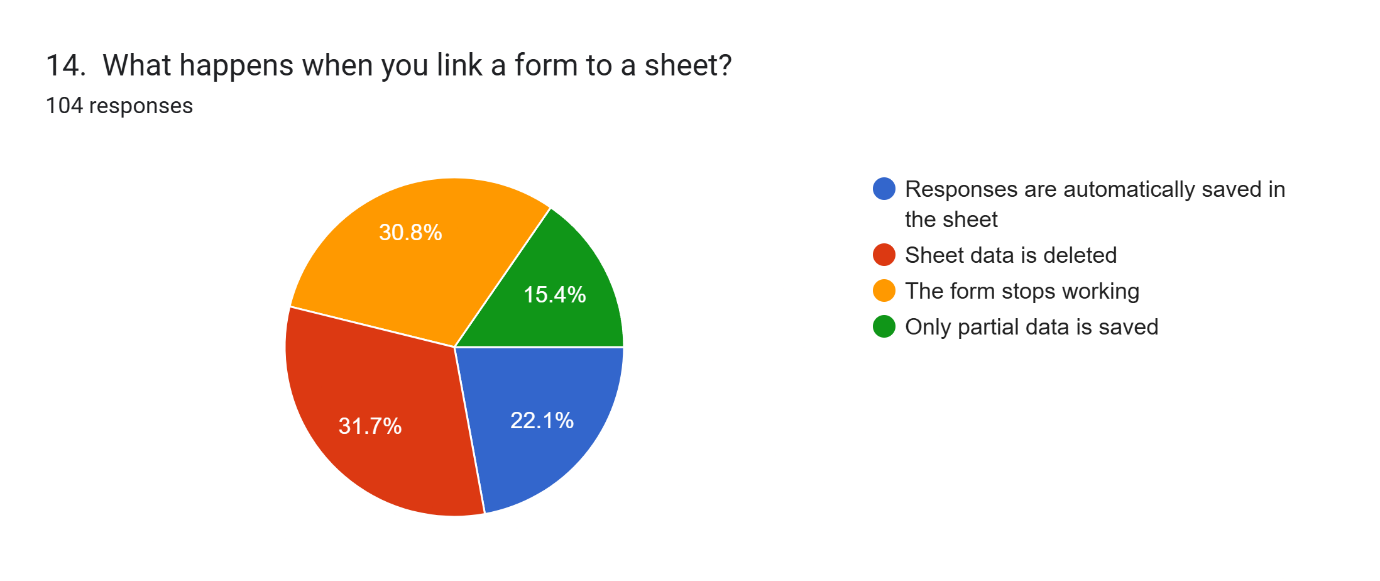 14.  What happens when you link a form to a sheet?
104 responses
30.8%
15.4%
31.7%
22.1%
Responses are automatically saved in
the sheet
Sheet data is deleted
The form stops working
Only partial data is saved